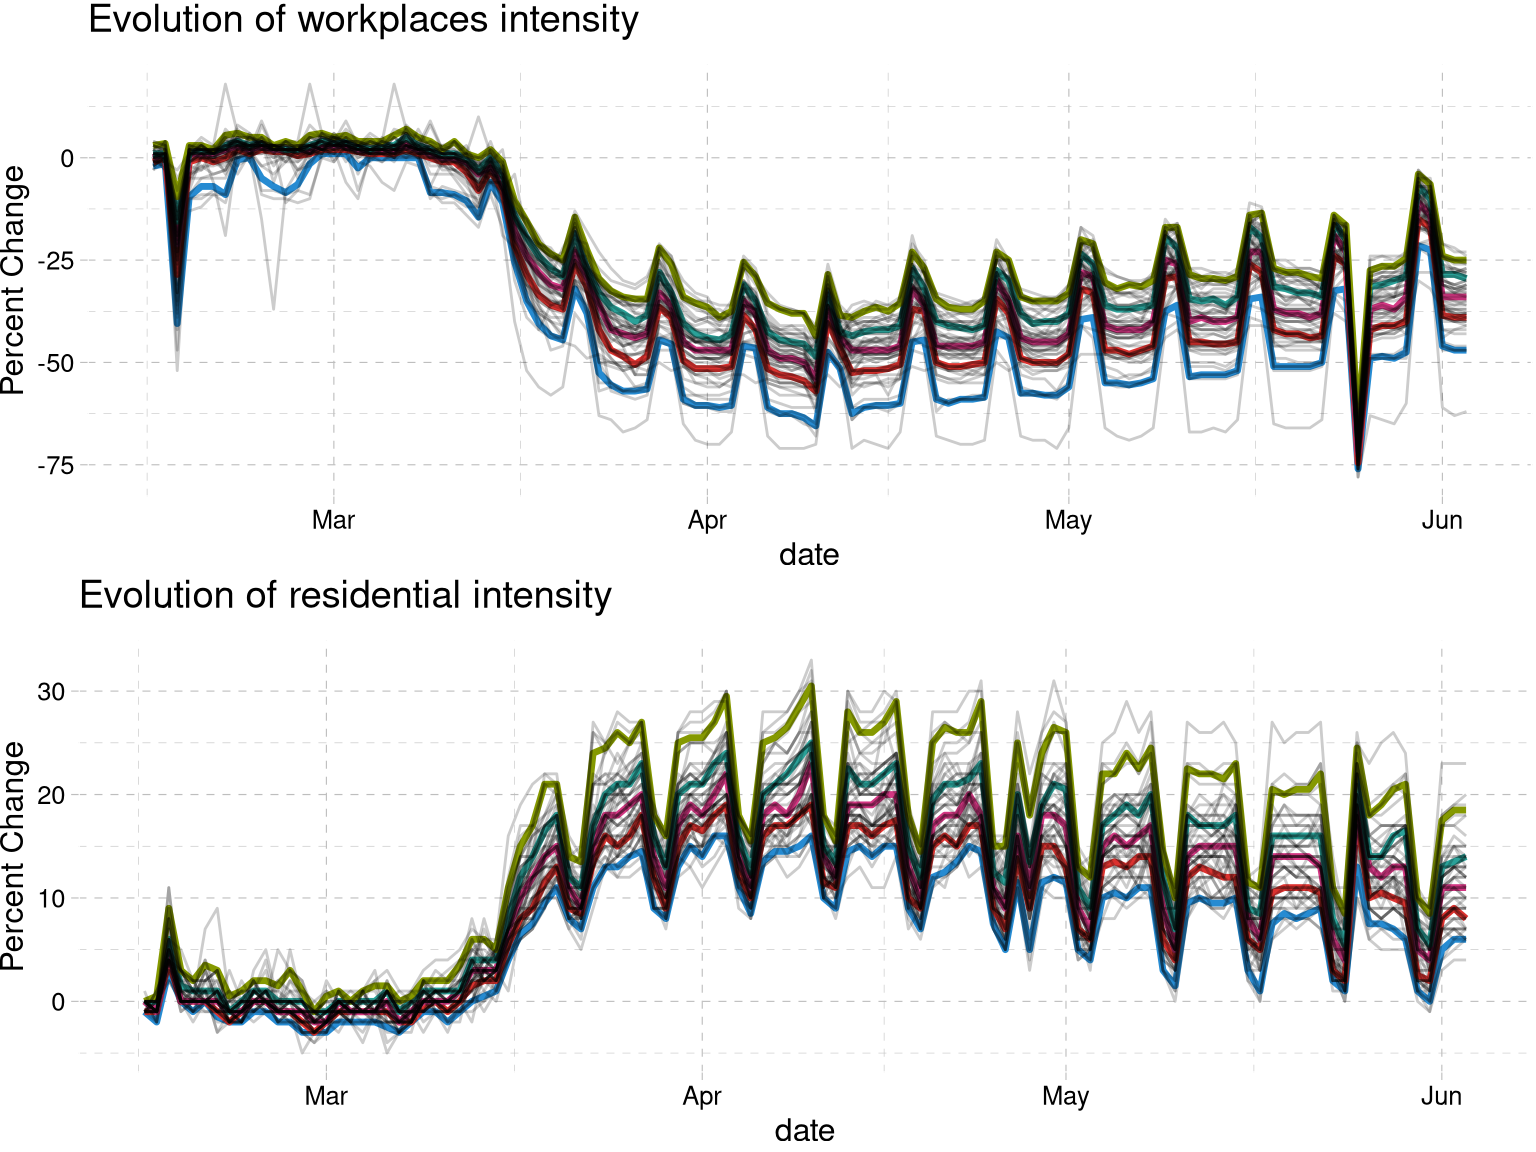 Evolution of workplaces intensity
Percent Change
0
-25
-50
-75
Mar Apr May Jun
date
Evolution of residential intensity
Percent Change
30
20
10
0
Mar Apr May Jun
date